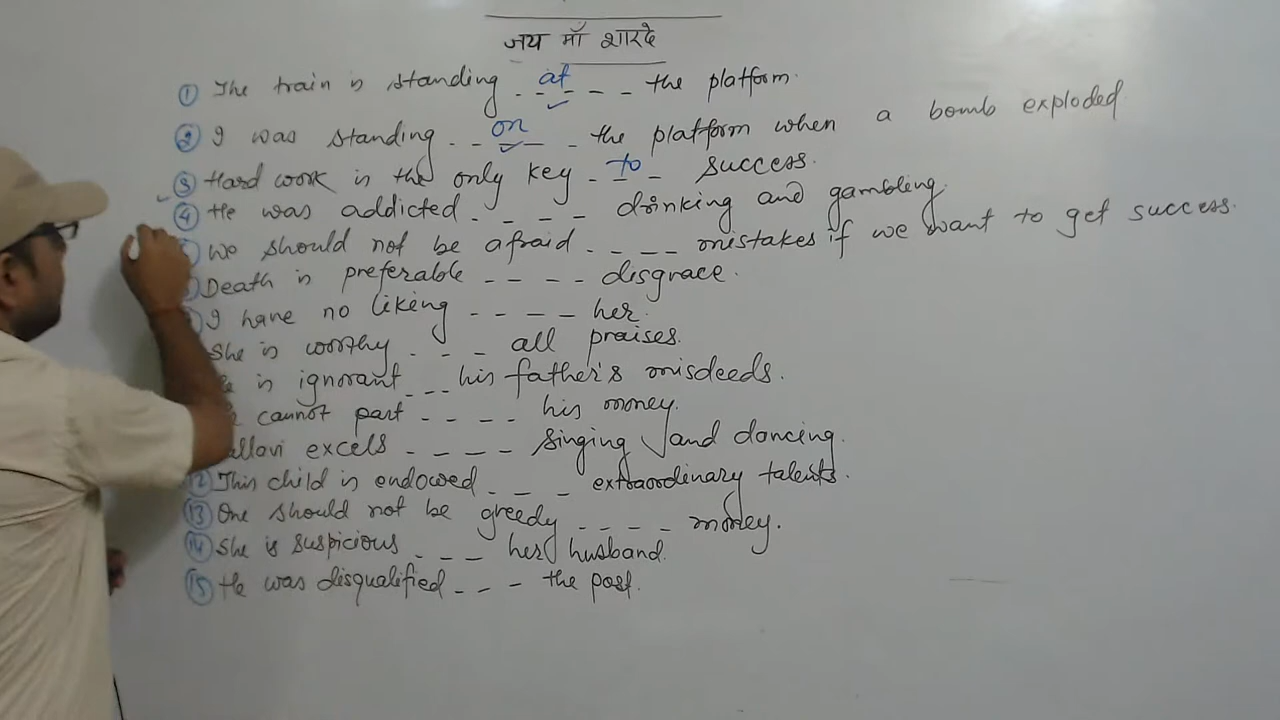 जय माँ शारदे
① The train is standing - at - - - the platform.
② I was standing - - on - - the platform when a bomb exploded
③ Hard work is the only key - to - success.
④ He was addicted - - - - drinking and gambling.
We should not be afraid - - - - mistakes if we want to get success.
Death is preferable - - - - disgrace.
I have no liking - - - - her.
She is worthy - - - all praises.
is ignorant - - - his father's misdeeds.
cannot part - - - - his money.
excels - - - - singing and dancing.
⑫ This child is endowed - - - extraordinary talents.
⑬ One should not be greedy - - - - money.
⑭ She is suspicious - - - her husband.
⑮ He was disqualified - - - the post.